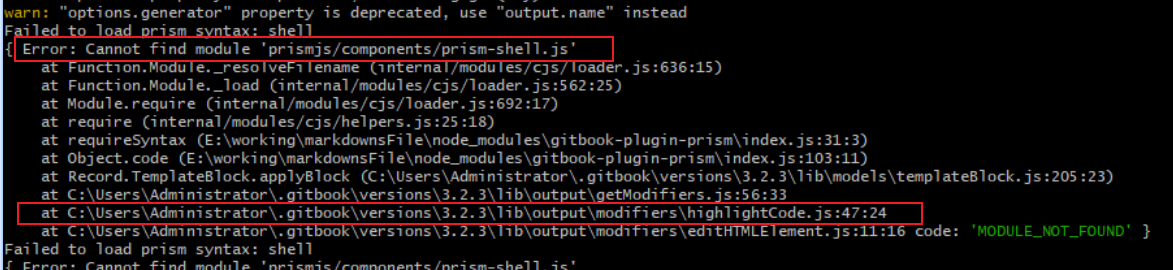 warn: "options.generator" property is deprecated, use "output.name" instead
Failed to load prism syntax: shell
{ Error: Cannot find module 'prismjs/components/prism-shell.js'
at Function.Module._resolveFilename (internal/modules/cjs/loader.js:636:15)
at Function.Module._load (internal/modules/cjs/loader.js:562:25)
at Module.require (internal/modules/cjs/loader.js:692:17)
at require (internal/modules/cjs/helpers.js:25:18)
at requireSyntax (E:\working\markdownsFile\node_modules\gitbook-plugin-prism\index.js:31:3)
at Object.code (E:\working\markdownsFile\node_modules\gitbook-plugin-prism\index.js:103:11)
at Record.TemplateBlock.applyBlock (C:\Users\Administrator\.gitbook\versions\3.2.3\lib\models\templateBlock.js:205:23)
at C:\Users\Administrator\.gitbook\versions\3.2.3\lib\output\getModifiers.js:56:33
at C:\Users\Administrator\.gitbook\versions\3.2.3\lib\output\modifiers\highlightCode.js:47:24
at C:\Users\Administrator\.gitbook\versions\3.2.3\lib\output\modifiers\editHTMLElement.js:11:16 code: 'MODULE_NOT_FOUND' }
Failed to load prism syntax: shell
{ Error: Cannot find module 'prismjs/components/prism-shell.js'